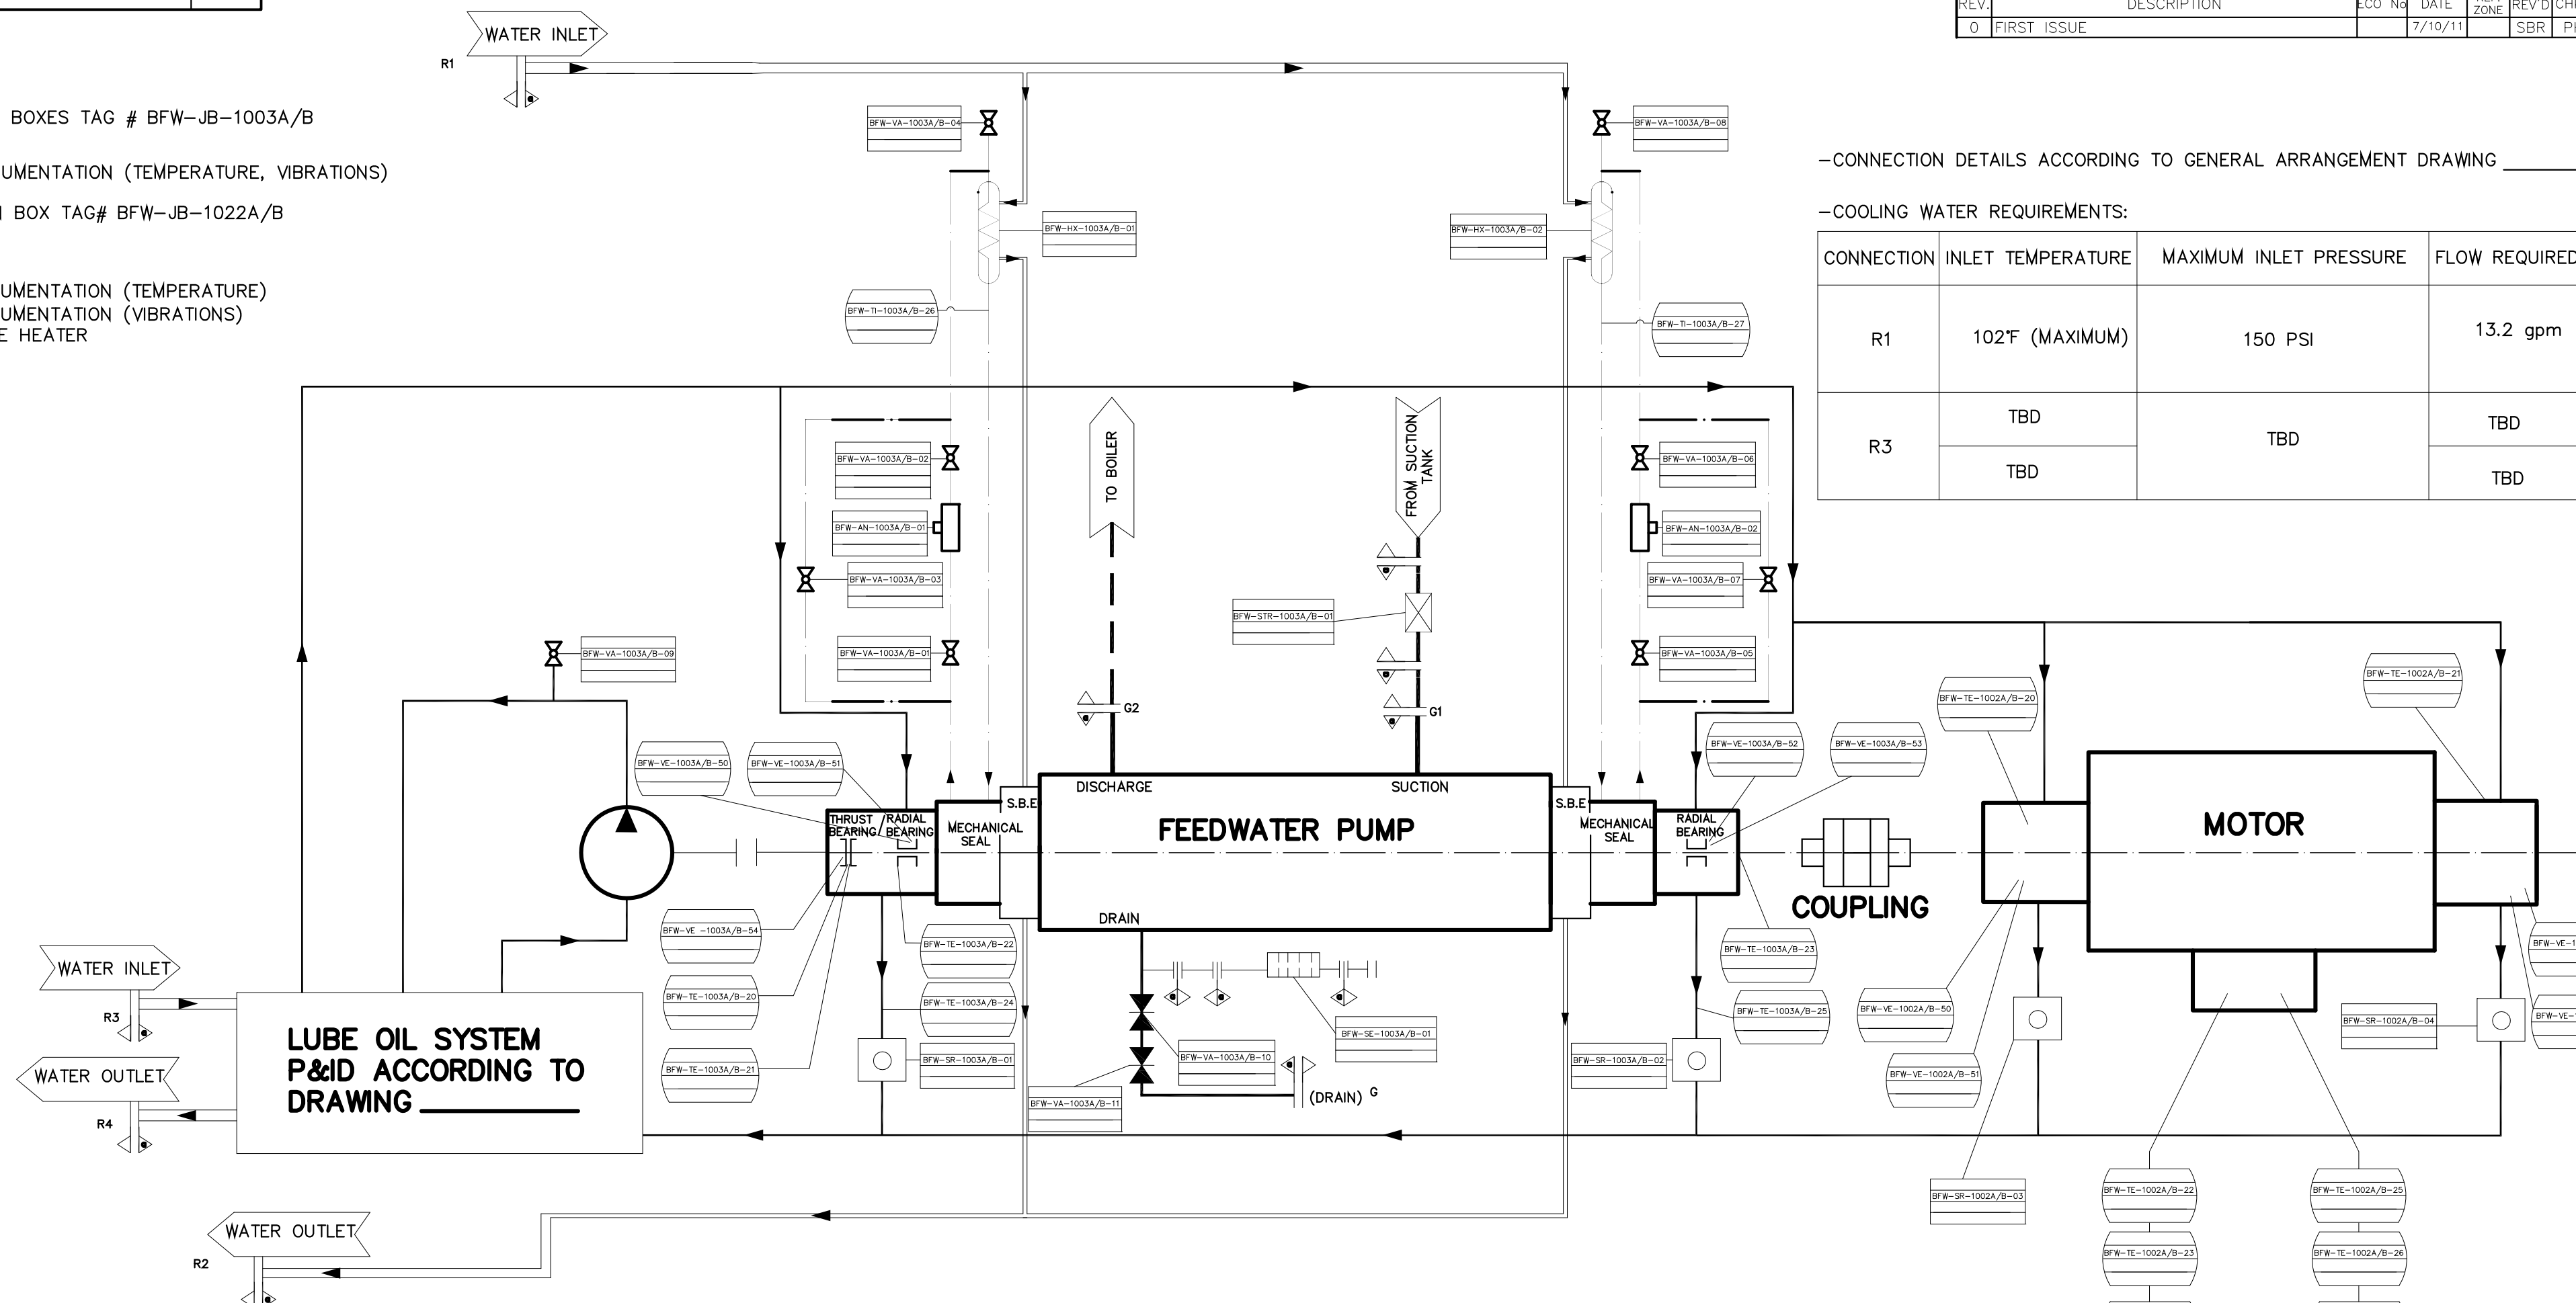 REV.
DESCRIPTION
ECO No
DATE
ZONE
REV'D
0
FIRST ISSUE
7/10/11
SBR
WATER INLET
R1
BOXES TAG # BFW-JB-1003A/B
UMENTATION (TEMPERATURE, VIBRATIONS)
BOX TAG# BFW-JB-1022A/B
UMENTATION (TEMPERATURE)
UMENTATION (VIBRATIONS)
E HEATER
BFW-VA-1003A/B-04
BFW-VA-1003A/B-08
BFW-HX-1003A/B-01
BFW-HX-1003A/B-02
BFW-TI-1003A/B-26
BFW-TI-1003A/B-27
-CONNECTION DETAILS ACCORDING TO GENERAL ARRANGEMENT DRAWING
-COOLING WATER REQUIREMENTS:
CONNECTION
INLET TEMPERATURE
MAXIMUM INLET PRESSURE
FLOW REQUIRED
R1
102°F (MAXIMUM)
150 PSI
13.2 gpm
R3
TBD
TBD
TBD
TBD
TBD
TO BOILER
FROM SUCTION
TANK
BFW-VA-1003A/B-02
BFW-AN-1003A/B-01
BFW-VA-1003A/B-03
BFW-VA-1003A/B-01
BFW-VA-1003A/B-06
BFW-AN-1003A/B-02
BFW-VA-1003A/B-07
BFW-VA-1003A/B-05
BFW-STR-1003A/B-01
BFW-VA-1003A/B-09
G2
G1
BFW-VE-1003A/B-50
BFW-VE-1003A/B-51
BFW-VE-1003A/B-52
BFW-VE-1003A/B-53
BFW-TE-1002A/B-20
BFW-TE-1002A/B-21
THRUST
BEARING/
RADIAL
BEARING
MECHANICAL
SEAL
S.B.E
DISCHARGE
SUCTION
FEEDWATER PUMP
DRAIN
S.B.E
MECHANICAL
SEAL
RADIAL
BEARING
COUPLING
MOTOR
BFW-VE -1003A/B-54
BFW-TE-1003A/B-20
BFW-TE-1003A/B-21
BFW-TE-1003A/B-22
BFW-TE-1003A/B-24
BFW-SR-1003A/B-01
BFW-SE-1003A/B-01
BFW-VA-1003A/B-10
BFW-VA-1003A/B-11
(DRAIN) G
BFW-SR-1003A/B-02
BFW-TE-1003A/B-23
BFW-TE-1003A/B-25
BFW-VE-1002A/B-50
BFW-VE-1002A/B-51
BFW-SR-1002A/B-03
BFW-SR-1002A/B-04
BFW-VE-1
BFW-VE-1
BFW-TE-1002A/B-22
BFW-TE-1002A/B-23
BFW-TE-1002A/B-25
BFW-TE-1002A/B-26
WATER INLET
R3
WATER OUTLET
R4
LUBE OIL SYSTEM
P&ID ACCORDING TO
DRAWING
WATER OUTLET
R2